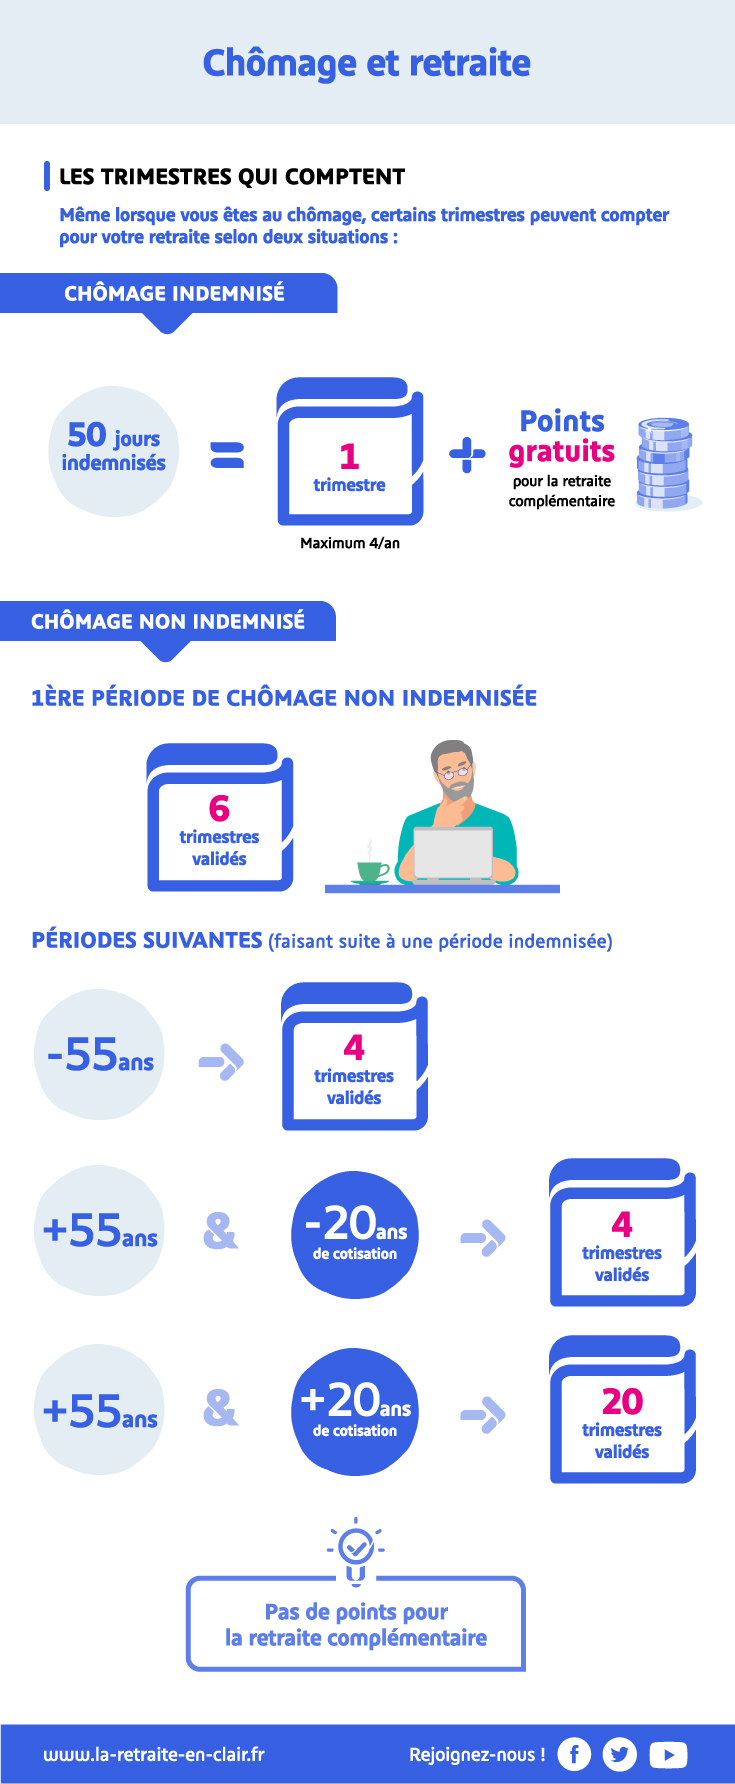 Chômage et retraite
LES TRIMESTRES QUI COMPTENT
Même lorsque vous êtes au chômage, certains trimestres peuvent compter
pour votre retraite selon deux situations :
CHÔMAGE INDEMNISÉ
50 jours
indemnisés
=
1
trimestre
Maximum 4/an
+
Points
gratuits
pour la retraite
complémentaire
CHÔMAGE NON INDEMNISÉ
1ÈRE PÉRIODE DE CHÔMAGE NON INDEMNISÉE
6
trimestres
validés
PÉRIODES SUIVANTES (faisant suite à une période indemnisée)
-55ans
4
trimestres
validés
+55ans
&
-20ans
de cotisation
4
trimestres
validés
+55ans
&
+20ans
de cotisation
20
trimestres
validés
Pas de points pour
la retraite complémentaire
www.la-retraite-en-clair.fr
Rejoignez-nous !